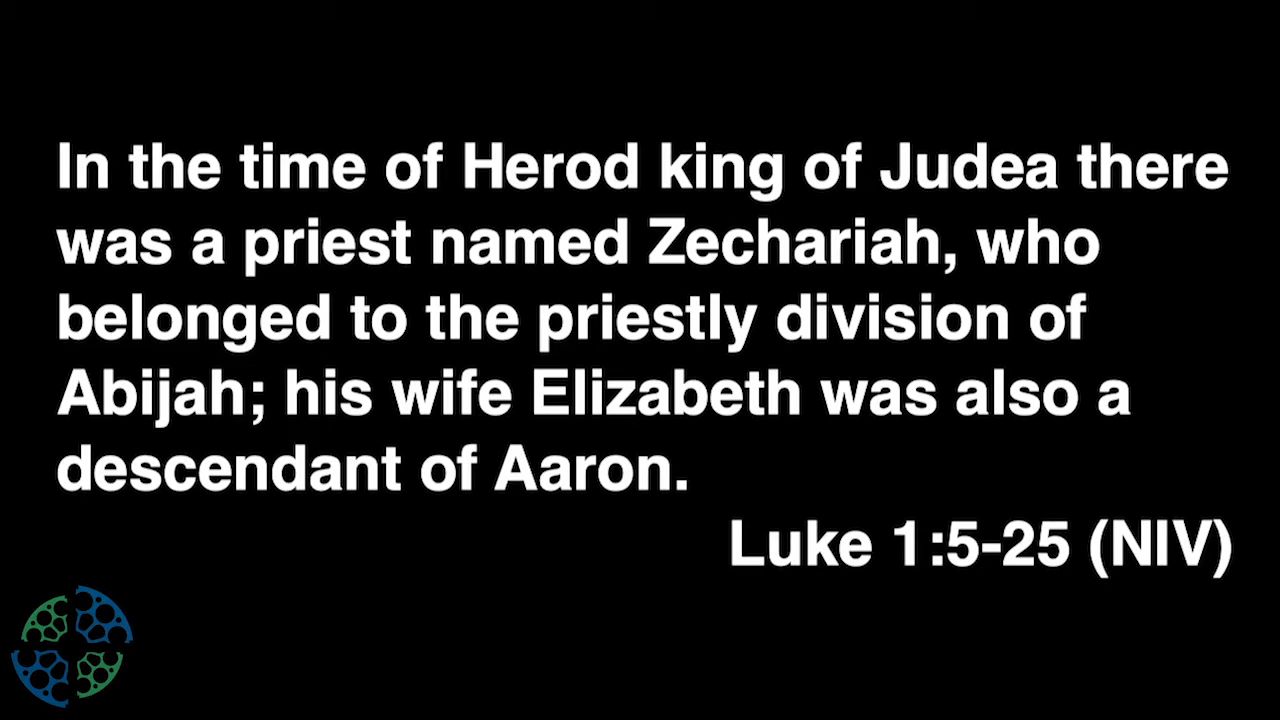 In the time of Herod king of Judea there
was a priest named Zechariah, who
belonged to the priestly division of
Abijah; his wife Elizabeth was also a
descendant of Aaron.
Luke 1:5-25 (NIV)